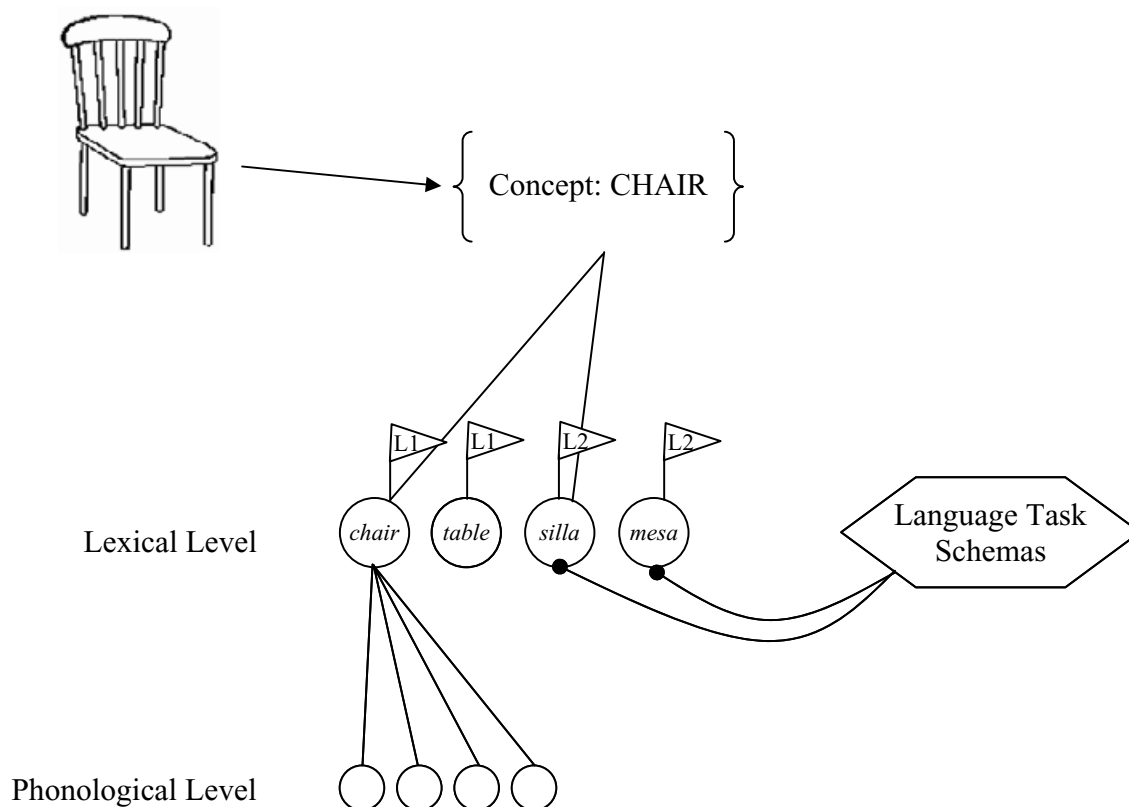 Concept: CHAIR
L1 L1 L2 L2
Lexical Level
chair table silla mesa
Language Task
Schemas
Phonological Level